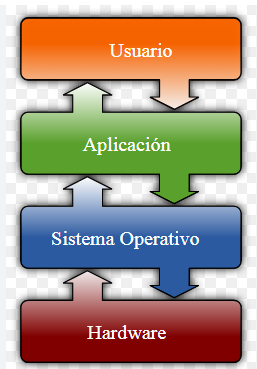 Usuario
Aplicación
Sistema Operativo
Hardware